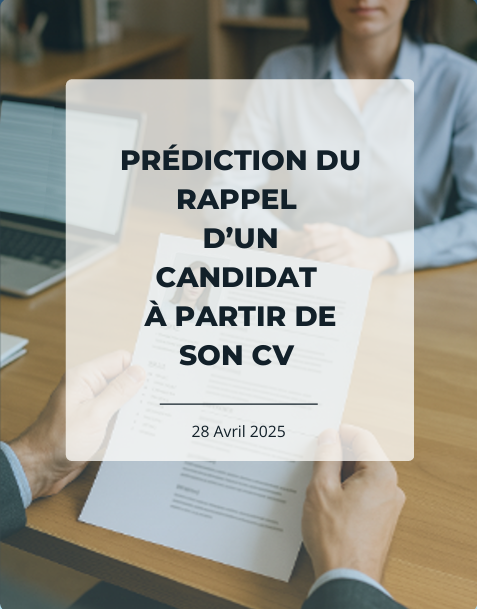 PRÉDICTION DU
RAPPEL
D’UN
CANDIDAT
À PARTIR DE
SON CV
28 Avril 2025